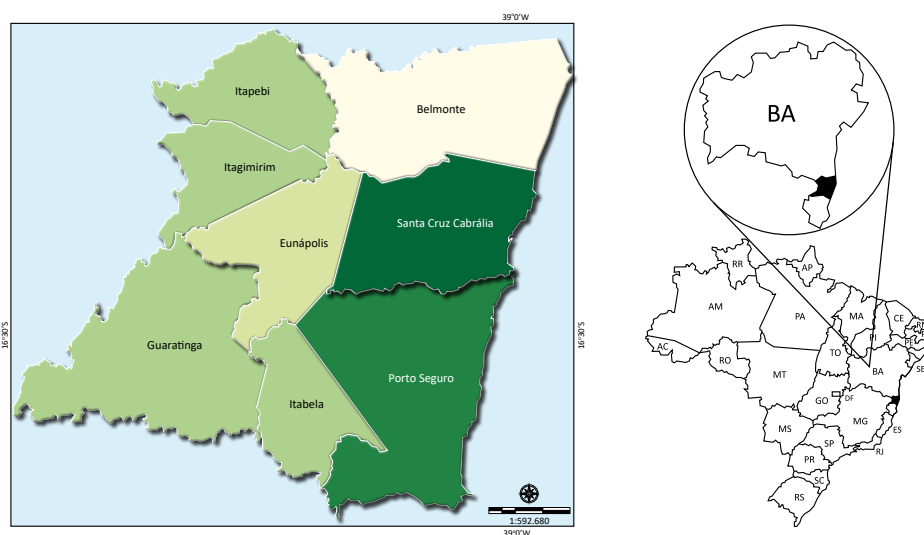 39°0'W
Itapebi
Belmonte
Itagimirim
Santa Cruz Cabrália
Eunápolis
16°30'S
16°30'S
Guaratinga
Porto Seguro
Itabela
1:592.680
39°0'W
BA
RR
AP
AM
PA
MA
CE
PI
AC
RO
TO
PE
SE
MT
BA
GO
DF
MG
MS
ES
SP
RJ
PR
SC
RS